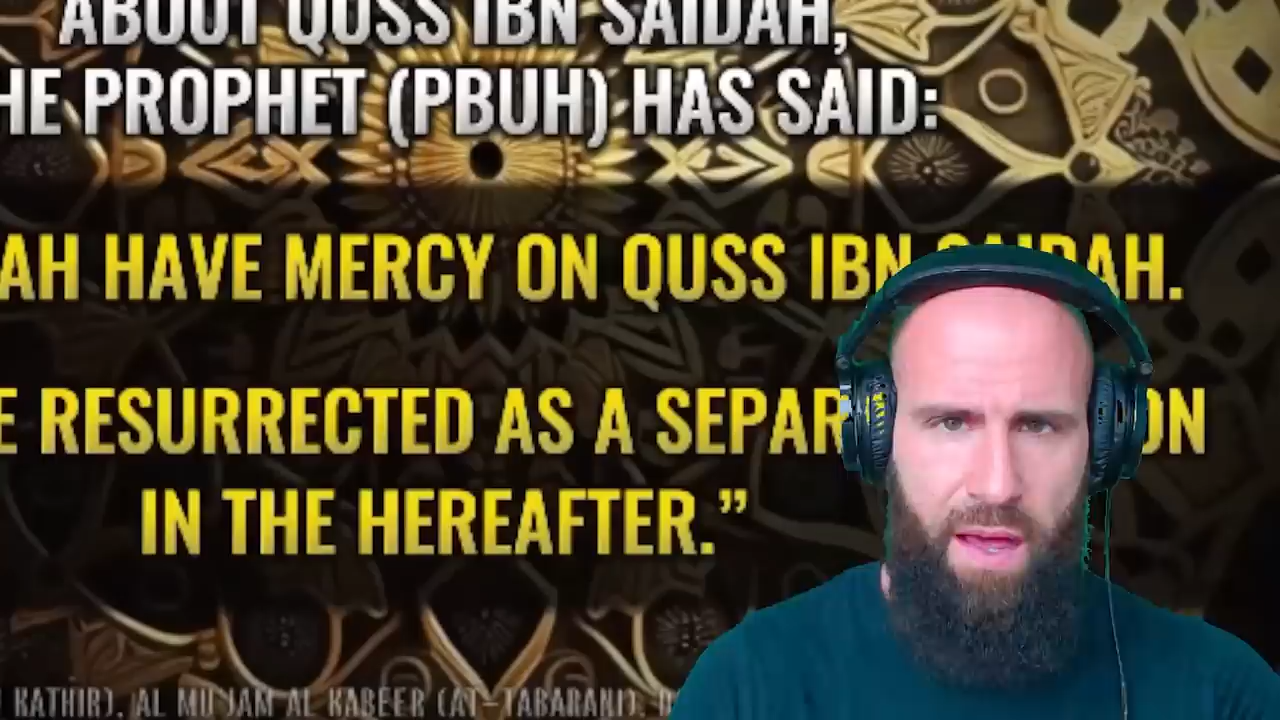 ABOUT QUSS IBN SAIDAH,
HE PROPHET (PBUH) HAS SAID:
AH HAVE MERCY ON QUSS IBN SAIDAH.
E RESURRECTED AS A SEPAR ON
IN THE HEREAFTER.”
KATHIR), AL MU'JAM AL KABEER (AT-TABARANI),